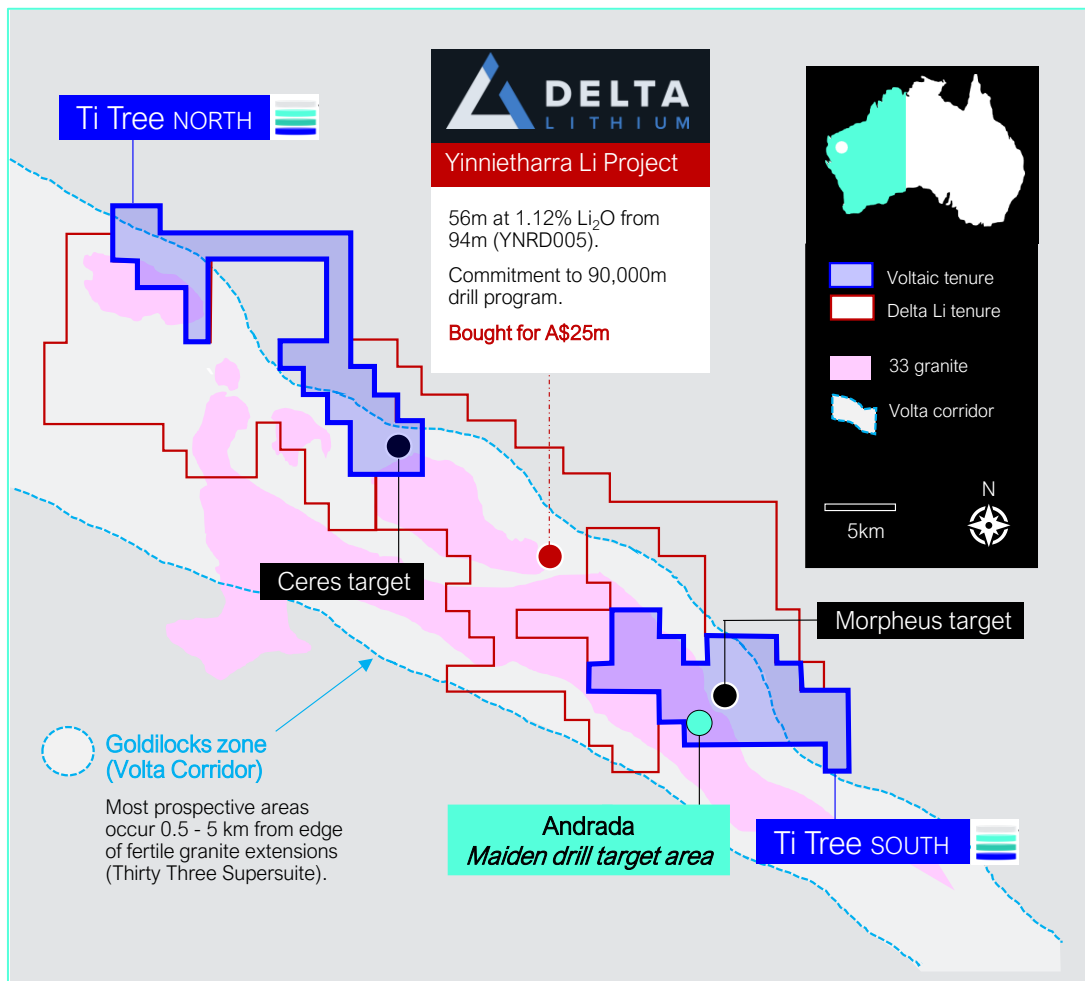 Ti Tree NORTH
DELTA
LITHIUM
Yinnietharra Li Project
56m at 1.12% Li₂O from
94m (YNRD005).
Commitment to 90,000m
drill program.
Bought for A$25m
Voltaic tenure
Delta Li tenure
33 granite
Volta corridor
5km
N
Ceres target
Morpheus target
Goldilocks zone
(Volta Corridor)
Most prospective areas
occur 0.5 - 5 km from edge
of fertile granite extensions
(Thirty Three Supersuite).
Andrada
Maiden drill target area
Ti Tree SOUTH